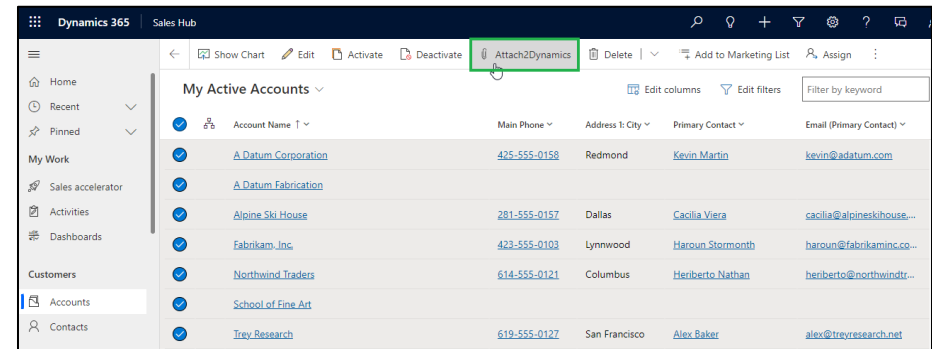 Dynamics 365 Sales Hub
Show Chart Edit Activate Deactivate Attach2Dynamics Delete Add to Marketing List Assign
Home
Recent
Pinned
My Work
Sales accelerator
Activities
Dashboards
Customers
Accounts
Contacts
My Active Accounts Edit columns Edit filters Filter by keyword
Account Name Main Phone Address 1: City Primary Contact Email (Primary Contact)
A Datum Corporation 425-555-0158 Redmond Kevin Martin kevin@adatum.com
A Datum Fabrication
Alpine Ski House 281-555-0157 Dallas Cacilia Viera cacilia@alpineskihouse....
Fabrikam, Inc. 423-555-0103 Lynnwood Haroun Stormonth haroun@fabrikaminc.co...
Northwind Traders 614-555-0121 Columbus Heriberto Nathan heriberto@northwindtr...
School of Fine Art
Trey Research 619-555-0127 San Francisco Alex Baker alex@treyresearch.net